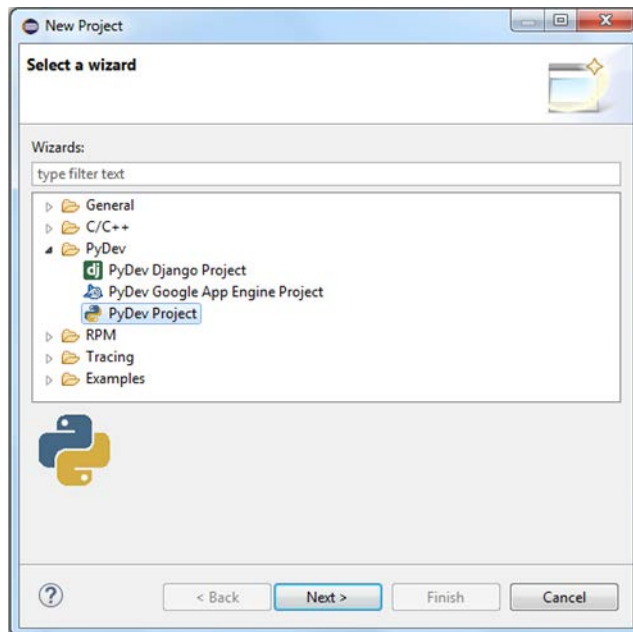 New Project
Select a wizard
Wizards:
type filter text
General
C/C++
PyDev
dj PyDev Django Project
PyDev Google App Engine Project
PyDev Project
RPM
Tracing
Examples
? < Back Next > Finish Cancel